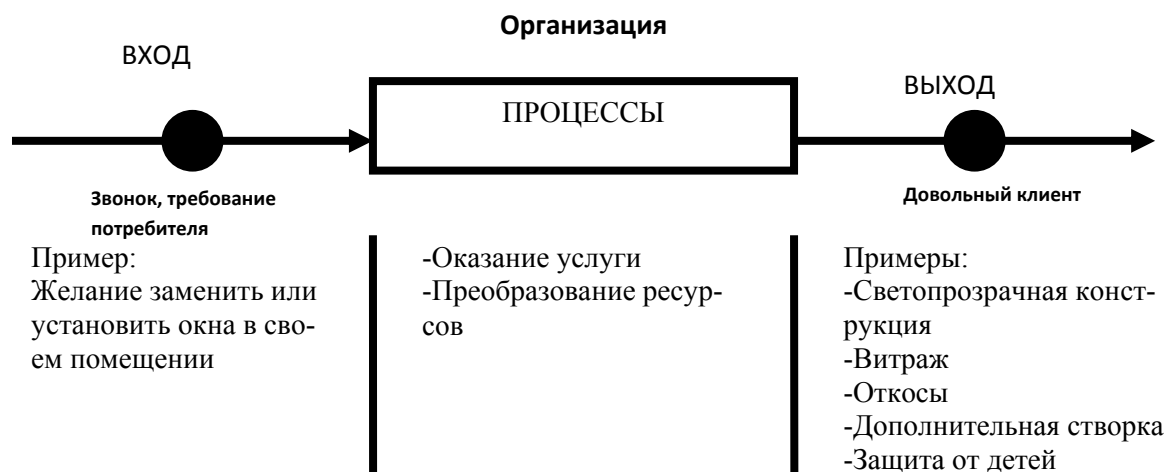 Организация
ВХОД
ПРОЦЕССЫ
ВЫХОД
Звонок, требование
потребителя
Довольный клиент
Пример:
Желание заменить или
установить окна в сво-
ем помещении
-Оказание услуги
-Преобразование ресур-
сов
Примеры:
-Светопрозрачная конст-
рукция
-Витраж
-Откосы
-Дополнительная створка
-Защита от детей